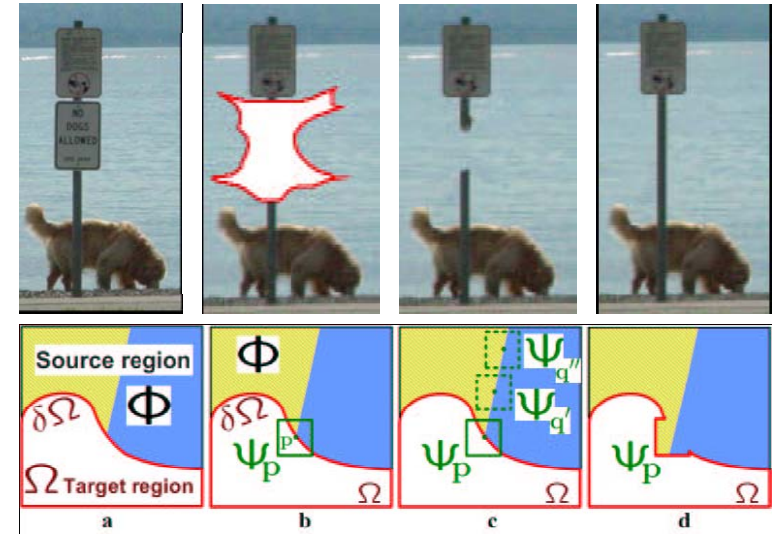 NO
DOGS
ALLOWED
Source region
Φ
δΩ
Ω Target region
Φ
δΩ
p
Ψp
Ω
Ψq″
Ψq′
Ψp
Ω
Ψp
Ω
a b c d